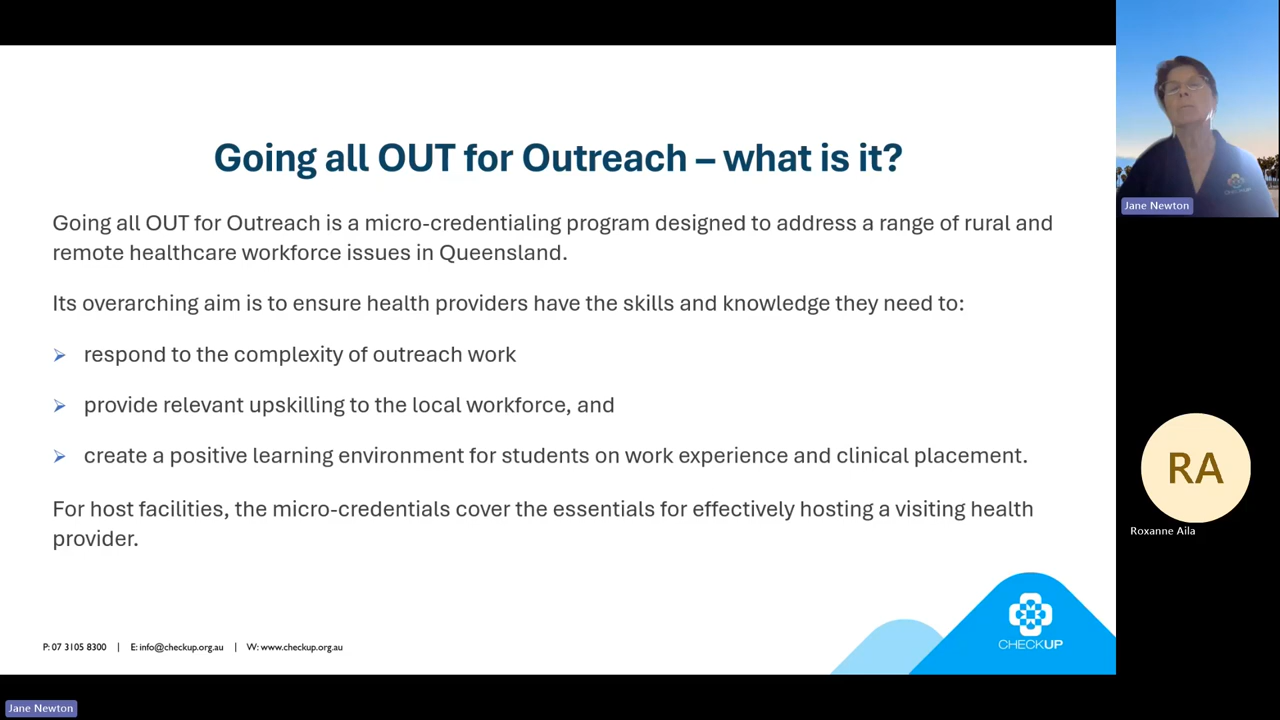 Going all OUT for Outreach – what is it?
Going all OUT for Outreach is a micro-credentialing program designed to address a range of rural and
remote healthcare workforce issues in Queensland.
Its overarching aim is to ensure health providers have the skills and knowledge they need to:
➢ respond to the complexity of outreach work
➢ provide relevant upskilling to the local workforce, and
➢ create a positive learning environment for students on work experience and clinical placement.
For host facilities, the micro-credentials cover the essentials for effectively hosting a visiting health
provider.
P: 07 3105 8300 | E: info@checkup.org.au | W: www.checkup.org.au
CHECKUP
Jane Newton
RA
Roxanne Aila
Jane Newton